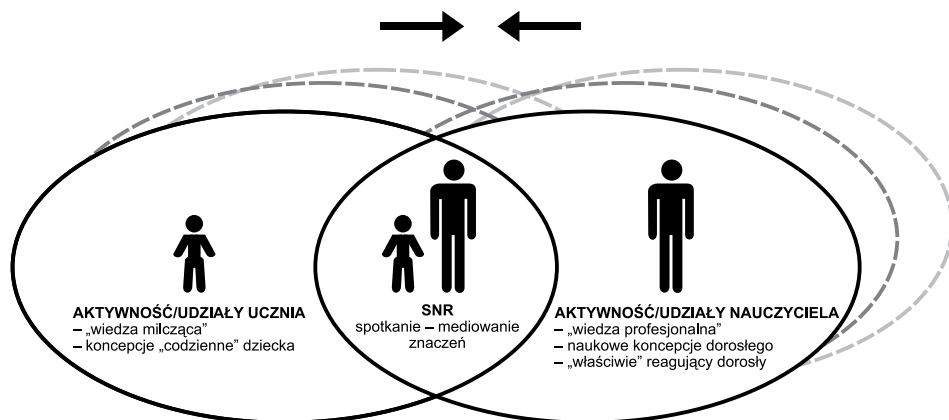 AKTYWNOŚĆ/UDZIAŁY UCZNIA
– „wiedza milcząca”
– koncepcje „codzienne” dziecka
SNR
spotkanie – mediowanie
znaczeń
AKTYWNOŚĆ/UDZIAŁY NAUCZYCIELA
– „wiedza profesjonalna”
– naukowe koncepcje dorosłego
– „właściwie” reagujący dorosły